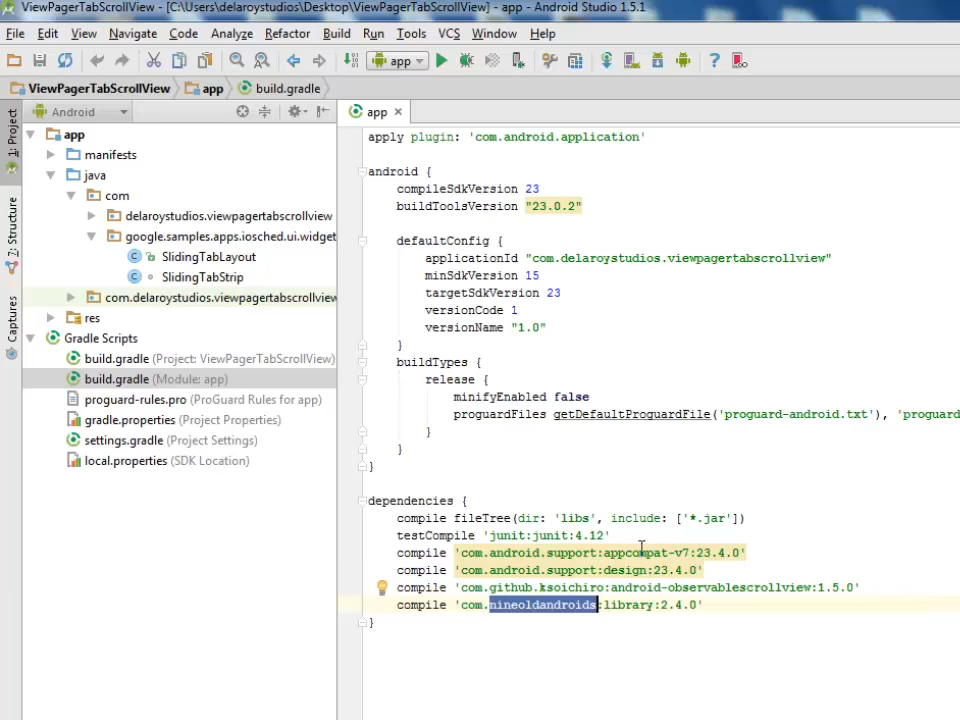 ViewPagerTabScrollView - [C:\Users\delaroystudios\Desktop\ViewPagerTabScrollView] - app - Android Studio 1.5.1
File Edit View Navigate Code Analyze Refactor Build Run Tools VCS Window Help
app
ViewPagerTabScrollView app build.gradle
1: Project
7: Structure
Captures
Android
app
manifests
java
com
delaroystudios.viewpagertabscrollview
google.samples.apps.iosched.ui.widget
SlidingTabLayout
SlidingTabStrip
com.delaroystudios.viewpagertabscrollview
res
Gradle Scripts
build.gradle (Project: ViewPagerTabScrollView)
build.gradle (Module: app)
proguard-rules.pro (ProGuard Rules for app)
gradle.properties (Project Properties)
settings.gradle (Project Settings)
local.properties (SDK Location)
app
apply plugin: 'com.android.application'
android {
compileSdkVersion 23
buildToolsVersion "23.0.2"
defaultConfig {
applicationId "com.delaroystudios.viewpagertabscrollview"
minSdkVersion 15
targetSdkVersion 23
versionCode 1
versionName "1.0"
}
buildTypes {
release {
minifyEnabled false
proguardFiles getDefaultProguardFile('proguard-android.txt'), 'proguard
}
}
}
dependencies {
compile fileTree(dir: 'libs', include: ['*.jar'])
testCompile 'junit:junit:4.12'
compile 'com.android.support:appcompat-v7:23.4.0'
compile 'com.android.support:design:23.4.0'
compile 'com.github.ksoichiro:android-observablescrollview:1.5.0'
compile 'com.nineoldandroids:library:2.4.0'
}